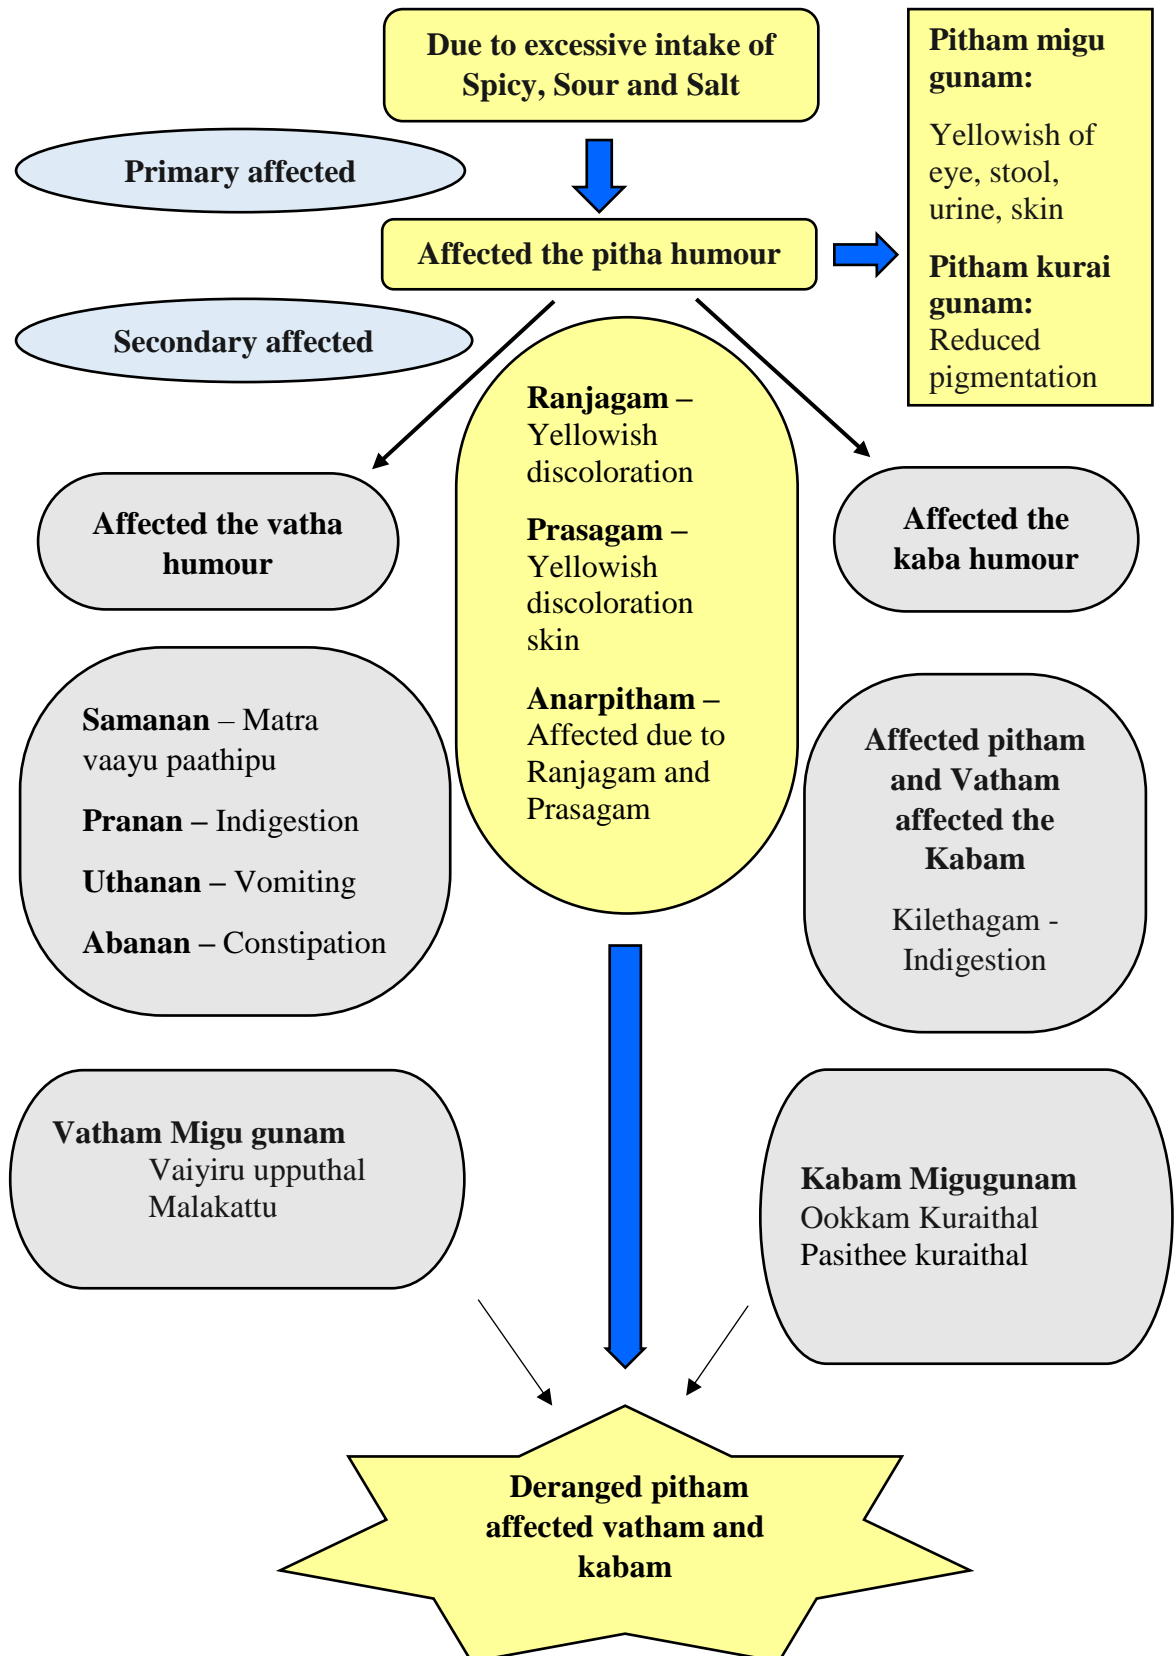 Due to excessive intake of
Spicy, Sour and Salt
Pitham migu
gunam:
Yellowish of
eye, stool,
urine, skin
Pitham kurai
gunam:
Reduced
pigmentation
Primary affected
Affected the pitha humour
Secondary affected
Ranjagam –
Yellowish
discoloration
Prasagam –
Yellowish
discoloration
skin
Anarpitham –
Affected due to
Ranjagam and
Prasagam
Affected the vatha
humour
Affected the
kaba humour
Samanan – Matra
vaayu paathipu
Pranan – Indigestion
Uthanan – Vomiting
Abanan – Constipation
Affected pitham
and Vatham
affected the
Kabam
Kilethagam -
Indigestion
Vatham Migu gunam
Vaiyiru upputhal
Malakattu
Kabam Migugunam
Ookkam Kuraithal
Pasithee kuraithal
Deranged pitham
affected vatham and
kabam